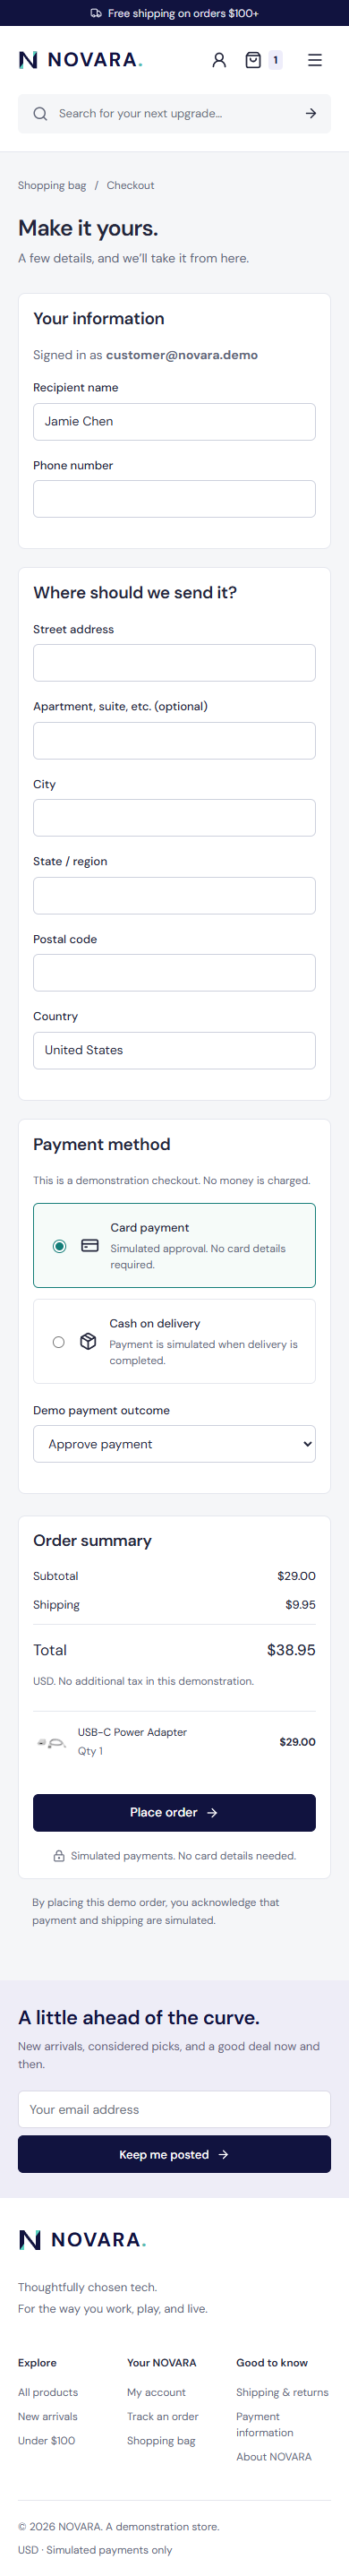 Free shipping on orders $100+
NOVARA.
1
Search for your next upgrade...
Shopping bag / Checkout
Make it yours.
A few details, and we'll take it from here.
Your information
Signed in as customer@novara.demo
Recipient name
Jamie Chen
Phone number
Where should we send it?
Street address
Apartment, suite, etc. (optional)
City
State / region
Postal code
Country
United States
Payment method
This is a demonstration checkout. No money is charged.
Card payment
Simulated approval. No card details
required.
Cash on delivery
Payment is simulated when delivery is
completed.
Demo payment outcome
Approve payment
Order summary
Subtotal $29.00
Shipping $9.95
Total $38.95
USD. No additional tax in this demonstration.
USB-C Power Adapter
Qty 1
$29.00
Place order
Simulated payments. No card details needed.
By placing this demo order, you acknowledge that
payment and shipping are simulated.
A little ahead of the curve.
New arrivals, considered picks, and a good deal now and
then.
Your email address
Keep me posted
NOVARA.
Thoughtfully chosen tech.
For the way you work, play, and live.
Explore
All products
New arrivals
Under $100
Your NOVARA
My account
Track an order
Shopping bag
Good to know
Shipping & returns
Payment
information
About NOVARA
© 2026 NOVARA. A demonstration store.
USD · Simulated payments only